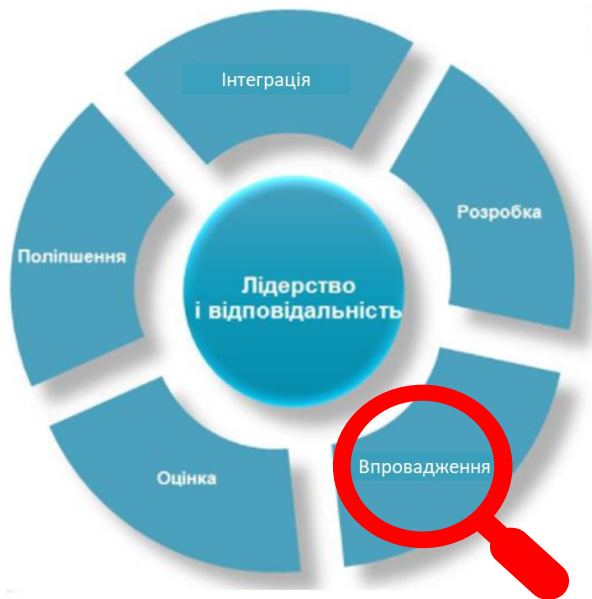 Інтеграція
Розробка
Поліпшення
Лідерство
і відповідальність
Впровадження
Оцінка